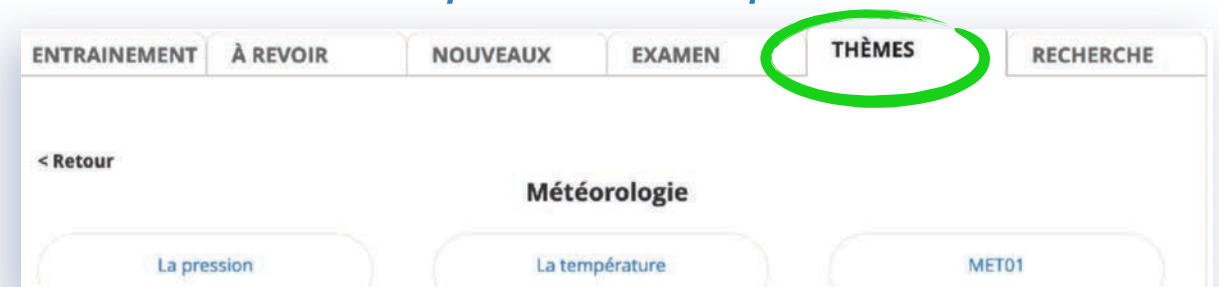 ENTRAINEMENT À REVOIR NOUVEAUX EXAMEN THÈMES RECHERCHE
< Retour
Météorologie
La pression La température MET01